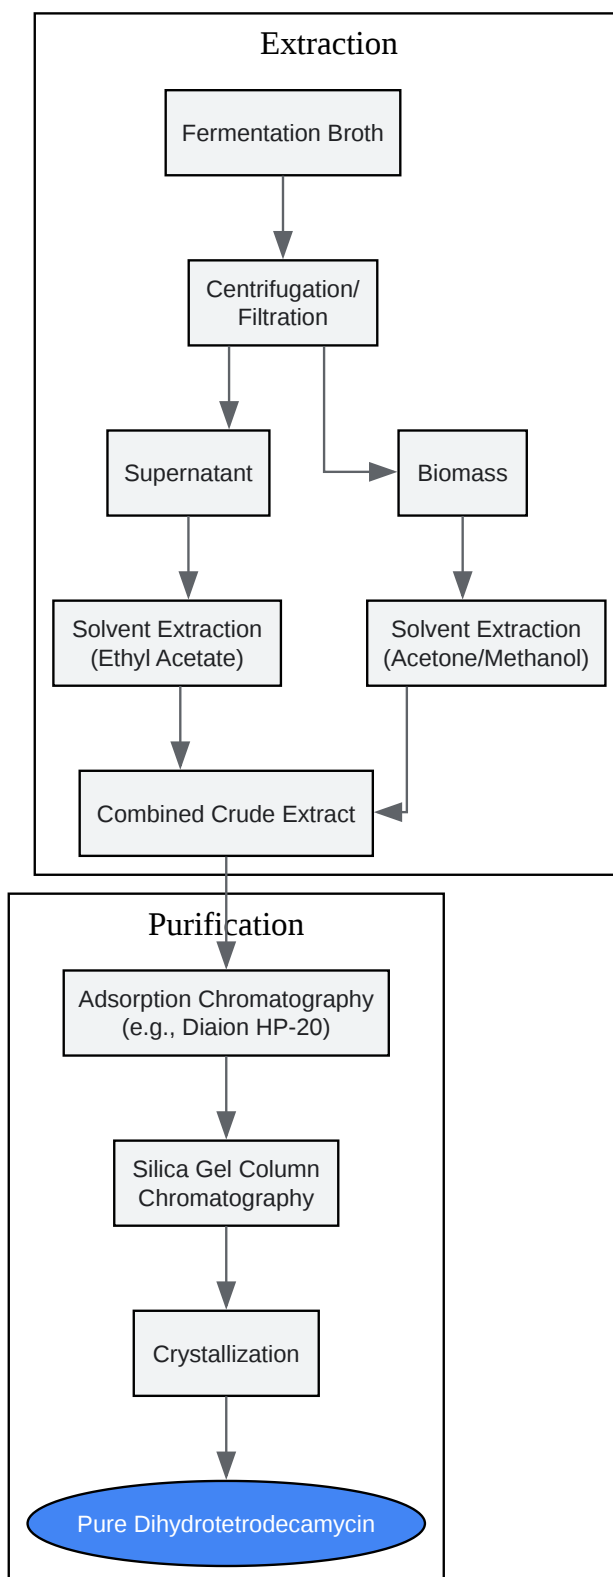 Extraction
Fermentation Broth
Centrifugation/
Filtration
Supernatant
Biomass
Solvent Extraction
(Ethyl Acetate)
Solvent Extraction
(Acetone/Methanol)
Combined Crude Extract
Purification
Adsorption Chromatography
(e.g., Diaion HP-20)
Silica Gel Column
Chromatography
Crystallization
Pure Dihydrotetrodecamycin